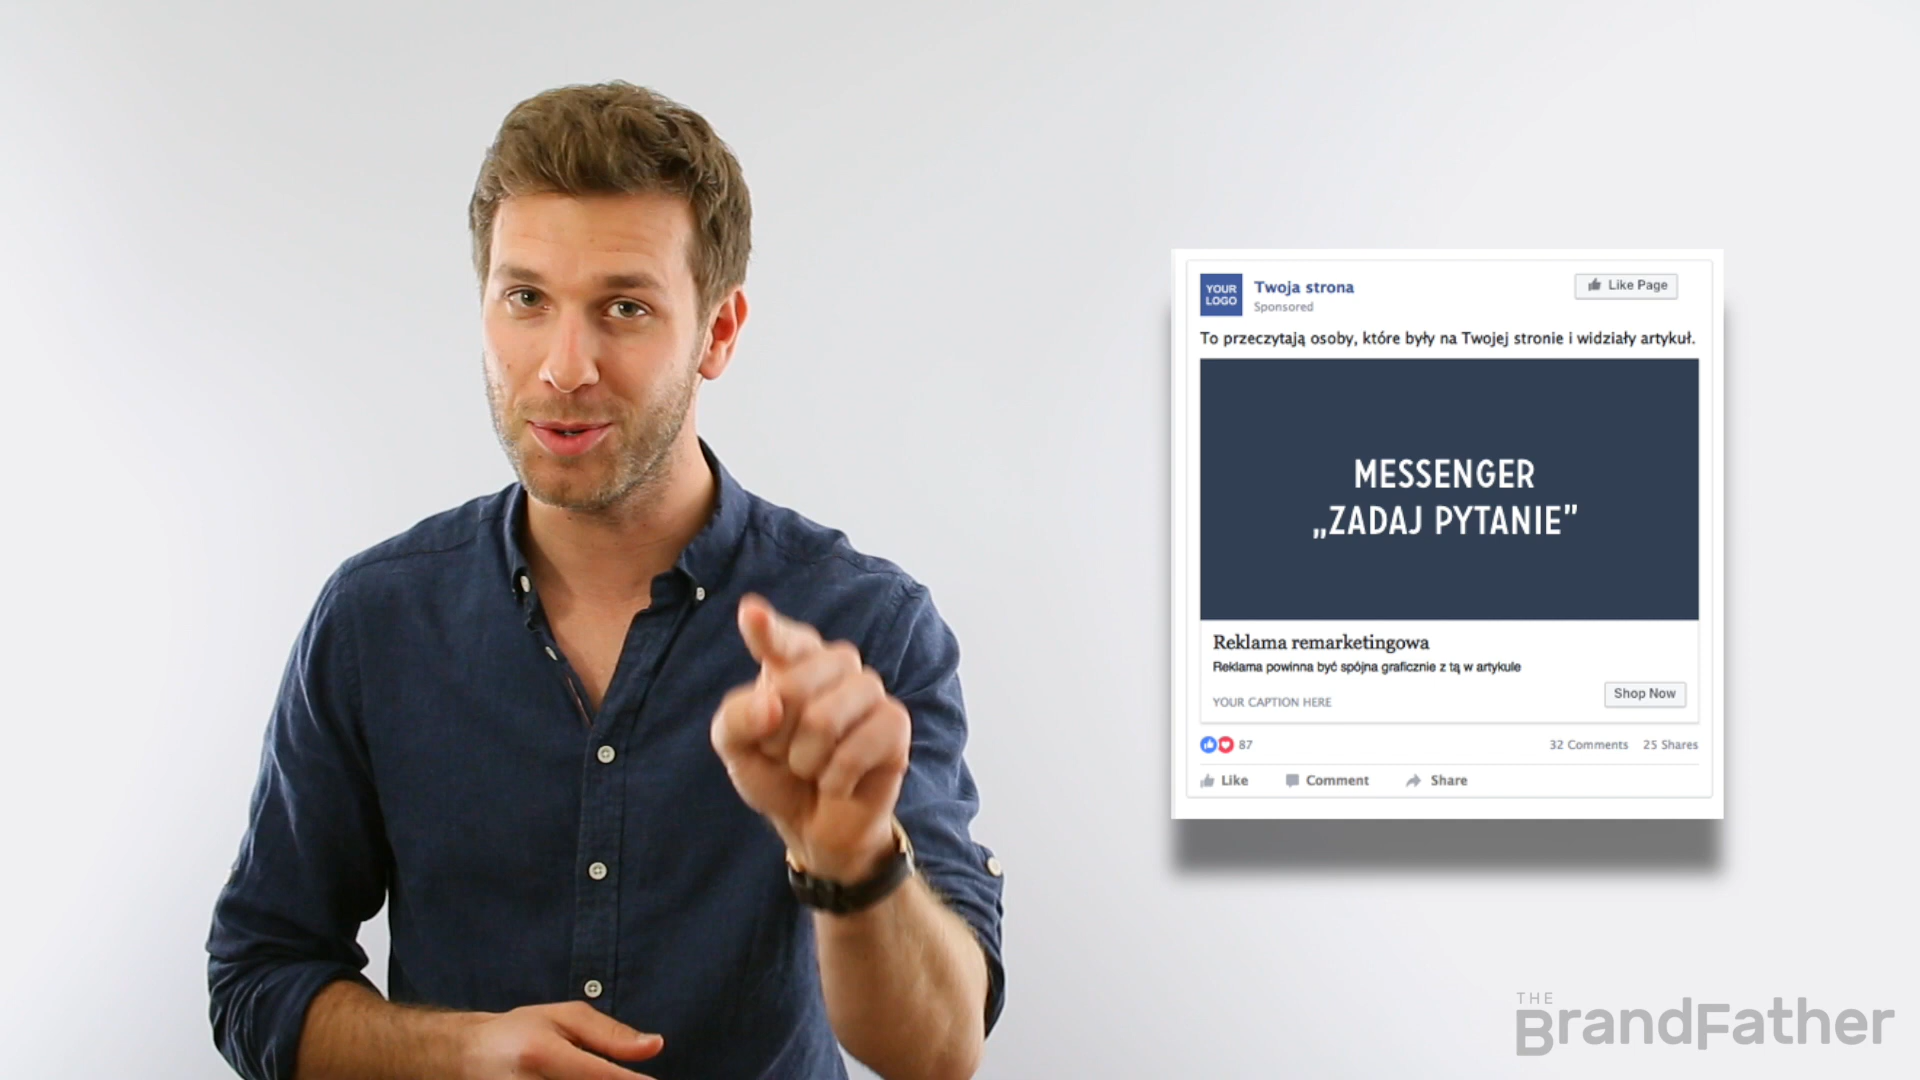 YOUR
LOGO
Twoja strona
Sponsored
Like Page
To przeczytają osoby, które były na Twojej stronie i widziały artykuł.
MESSENGER
„ZADAJ PYTANIE”
Reklama remarketingowa
Reklama powinna być spójna graficznie z tą w artykule
YOUR CAPTION HERE
Shop Now
87
32 Comments 25 Shares
Like Comment Share
THE
BrandFather